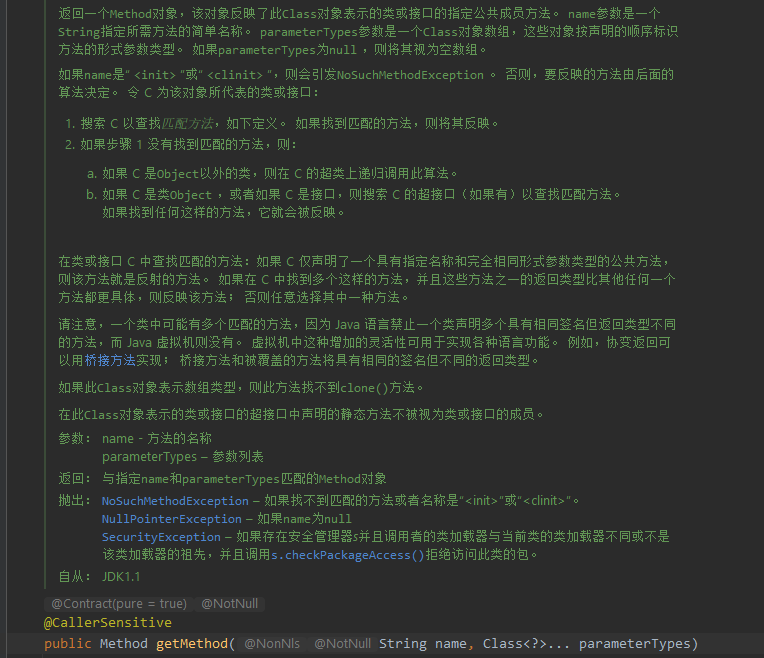 返回一个Method对象，该对象反映了此Class对象表示的类或接口的指定公共成员方法。 name参数是一个
String指定所需方法的简单名称。 parameterTypes参数是一个Class对象数组，这些对象按声明的顺序标识
方法的形式参数类型。 如果parameterTypes为null ，则将其视为空数组。
如果name是“ <init> ”或“ <clinit> ”，则会引发NoSuchMethodException 。 否则，要反映的方法由后面的
算法决定。 令 C 为该对象所代表的类或接口：
1. 搜索 C 以查找匹配方法，如下定义。 如果找到匹配的方法，则将其反映。
2. 如果步骤 1 没有找到匹配的方法，则：
a. 如果 C 是Object以外的类，则在 C 的超类上递归调用此算法。
b. 如果 C 是类Object ，或者如果 C 是接口，则搜索 C 的超接口（如果有）以查找匹配方法。
如果找到任何这样的方法，它就会被反映。
在类或接口 C 中查找匹配的方法：如果 C 仅声明了一个具有指定名称和完全相同形式参数类型的公共方法，
则该方法就是反射的方法。 如果在 C 中找到多个这样的方法，并且这些方法之一的返回类型比其他任何一个
方法都更具体，则反映该方法； 否则任意选择其中一种方法。
请注意，一个类中可能有多个匹配的方法，因为 Java 语言禁止一个类声明多个具有相同签名但返回类型不同
的方法，而 Java 虚拟机则没有。 虚拟机中这种增加的灵活性可用于实现各种语言功能。 例如，协变返回可
以用桥接方法实现； 桥接方法和被覆盖的方法将具有相同的签名但不同的返回类型。
如果此Class对象表示数组类型，则此方法找不到clone()方法。
在此Class对象表示的类或接口的超接口中声明的静态方法不被视为类或接口的成员。
参数： name - 方法的名称
parameterTypes – 参数列表
返回： 与指定name和parameterTypes匹配的Method对象
抛出： NoSuchMethodException – 如果找不到匹配的方法或者名称是“<init>”或“<clinit>”。
NullPointerException – 如果name为null
SecurityException – 如果存在安全管理器s并且调用者的类加载器与当前类的类加载器不同或不是
该类加载器的祖先，并且调用s.checkPackageAccess()拒绝访问此类的包。
自从： JDK1.1
@Contract(pure = true) @NotNull
@CallerSensitive
public Method getMethod( @NonNls @NotNull String name, Class<?>... parameterTypes)